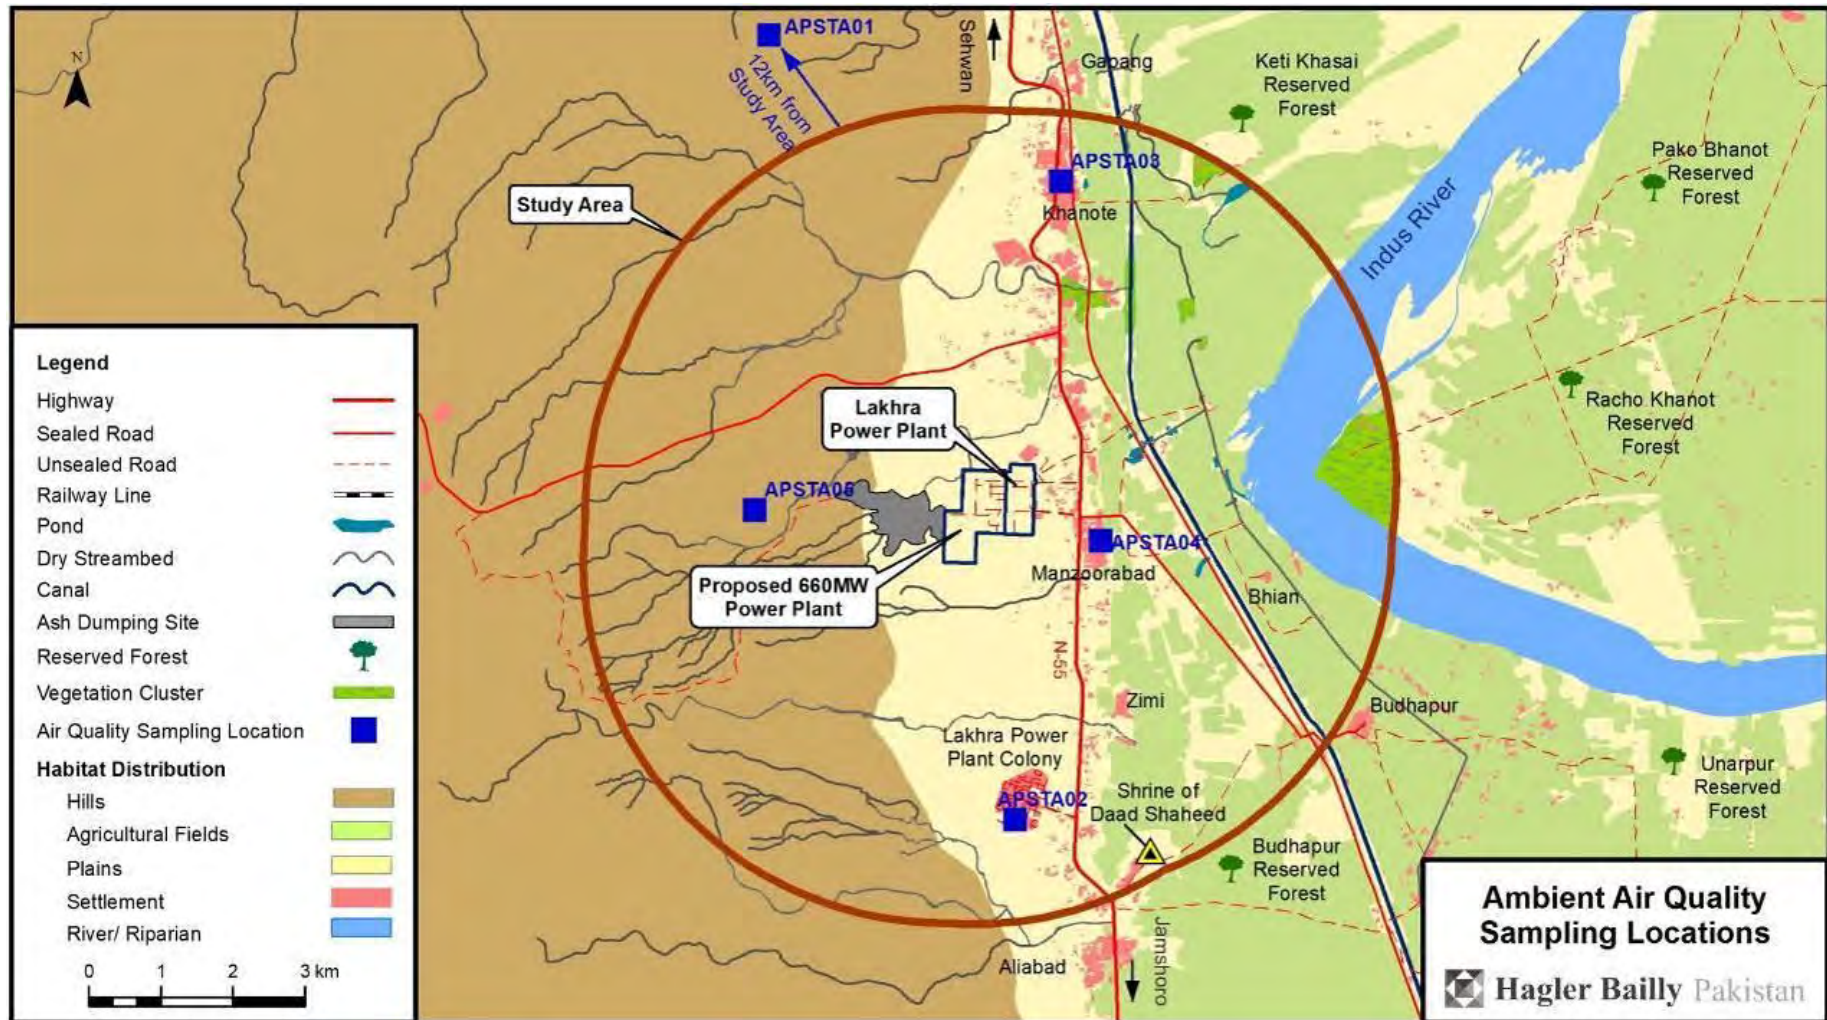 N
APSTA01
12km from
Study Area
Sehwan
Gabang
Keti Khasai
Reserved
Forest
Pako Bhanot
Reserved
Forest
APSTA03
Khanote
Study Area
Indus River
Racho Khanot
Reserved
Forest
Lakhra
Power Plant
APSTA05
APSTA04
Manzoorabad
Proposed 660MW
Power Plant
Bhian
N-55
Zimi
Budhapur
Lakhra Power
Plant Colony
APSTA02
Shrine of
Daad Shaheed
Budhapur
Reserved
Forest
Unarpur
Reserved
Forest
Aliabad
Jamshoro
Legend
Highway
Sealed Road
Unsealed Road
Railway Line
Pond
Dry Streambed
Canal
Ash Dumping Site
Reserved Forest
Vegetation Cluster
Air Quality Sampling Location
Habitat Distribution
Hills
Agricultural Fields
Plains
Settlement
River/ Riparian
0 1 2 3 km
Ambient Air Quality
Sampling Locations
Hagler Bailly Pakistan